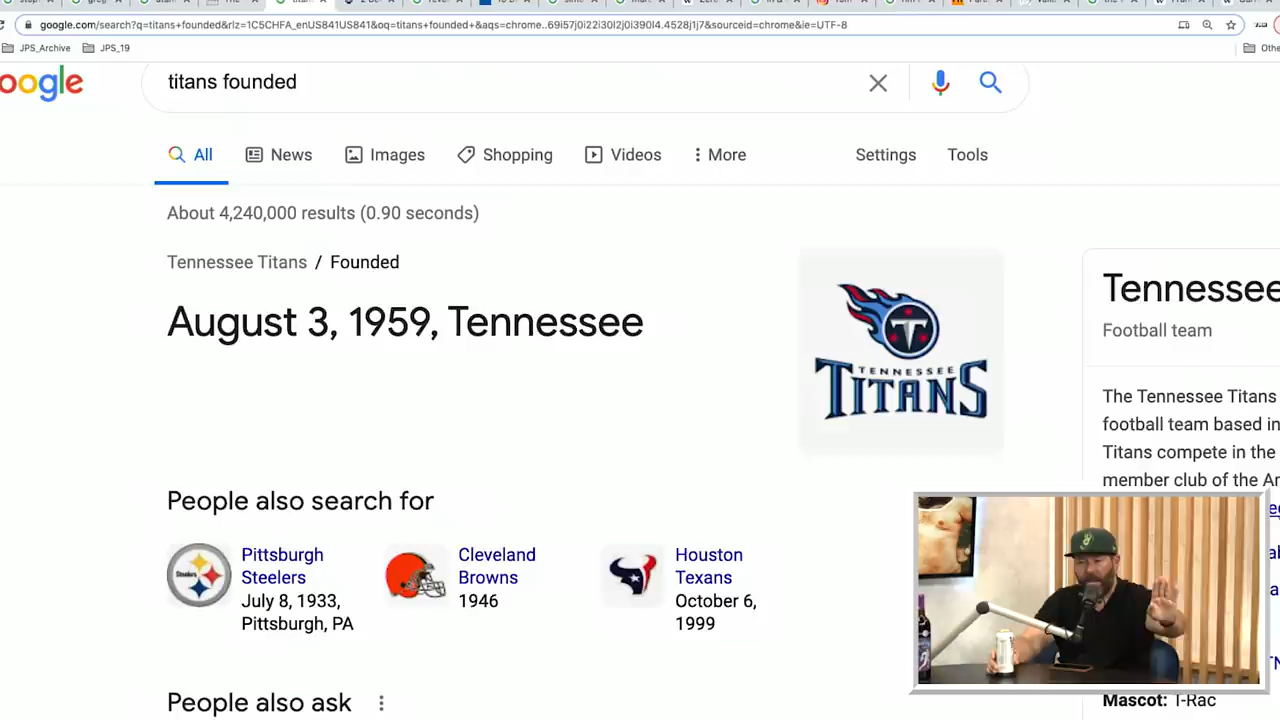 google.com/search?q=titans+founded&rlz=1C5CHFA_enUS841US841&oq=titans+founded+&aqs=chrome..69i57j0i22i30l2j0i390l4.4528j1j7&sourceid=chrome&ie=UTF-8
JPS_Archive JPS_19 Othe
oogle titans founded
All News Images Shopping Videos More Settings Tools
About 4,240,000 results (0.90 seconds)
Tennessee Titans / Founded
August 3, 1959, Tennessee
TENNESSEE
TITANS
Tennessee
Football team
The Tennessee Titans
football team based in
Titans compete in the
member club of the Am
People also search for
Pittsburgh
Steelers
July 8, 1933,
Pittsburgh, PA
Steelers
Cleveland
Browns
1946
Houston
Texans
October 6,
1999
People also ask
Mascot: T-Rac